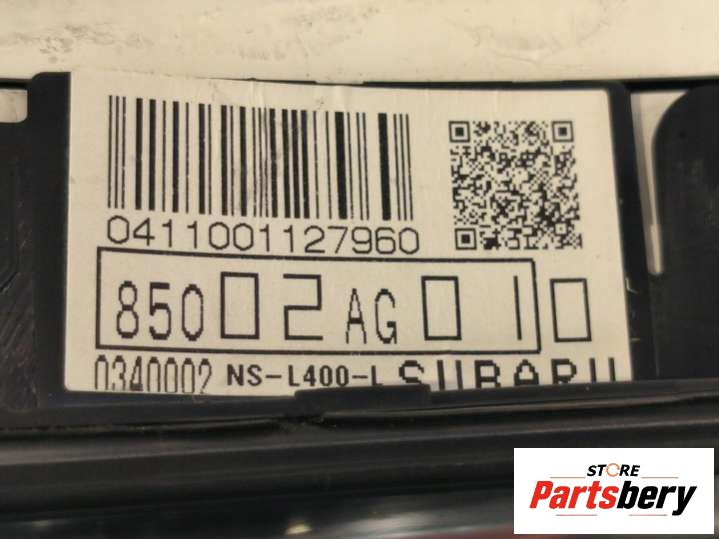 0411001127960
85002AG010
0340002 NS-L400-L SUBARU
STORE
Partsbery